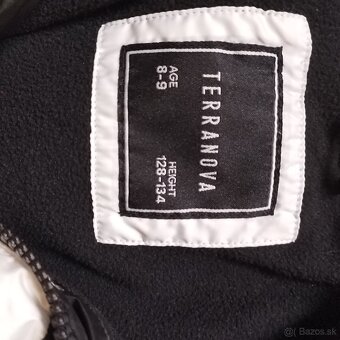 TERRANOVA
AGE
8-9
HEIGHT
128-134
© Bazos.sk